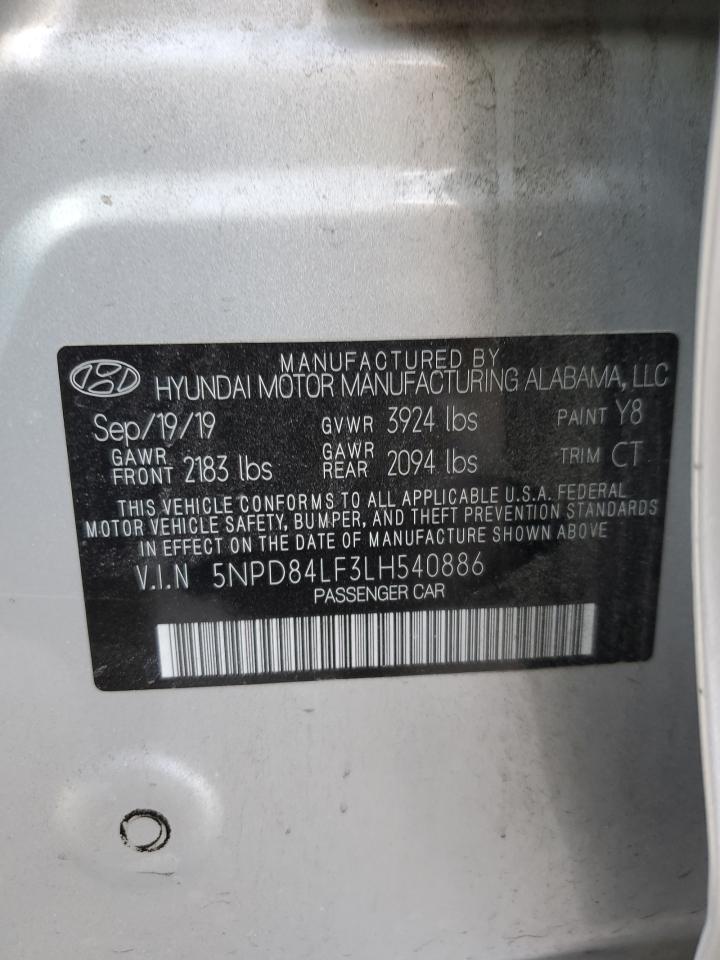 MANUFACTURED BY
HYUNDAI MOTOR MANUFACTURING ALABAMA, LLC
Sep/19/19 GVWR 3924 lbs PAINT Y8
GAWR FRONT 2183 lbs GAWR REAR 2094 lbs TRIM CT
THIS VEHICLE CONFORMS TO ALL APPLICABLE U.S.A. FEDERAL
MOTOR VEHICLE SAFETY, BUMPER, AND THEFT PREVENTION STANDARDS
IN EFFECT ON THE DATE OF MANUFACTURE SHOWN ABOVE
V.I.N 5NPD84LF3LH540886
PASSENGER CAR